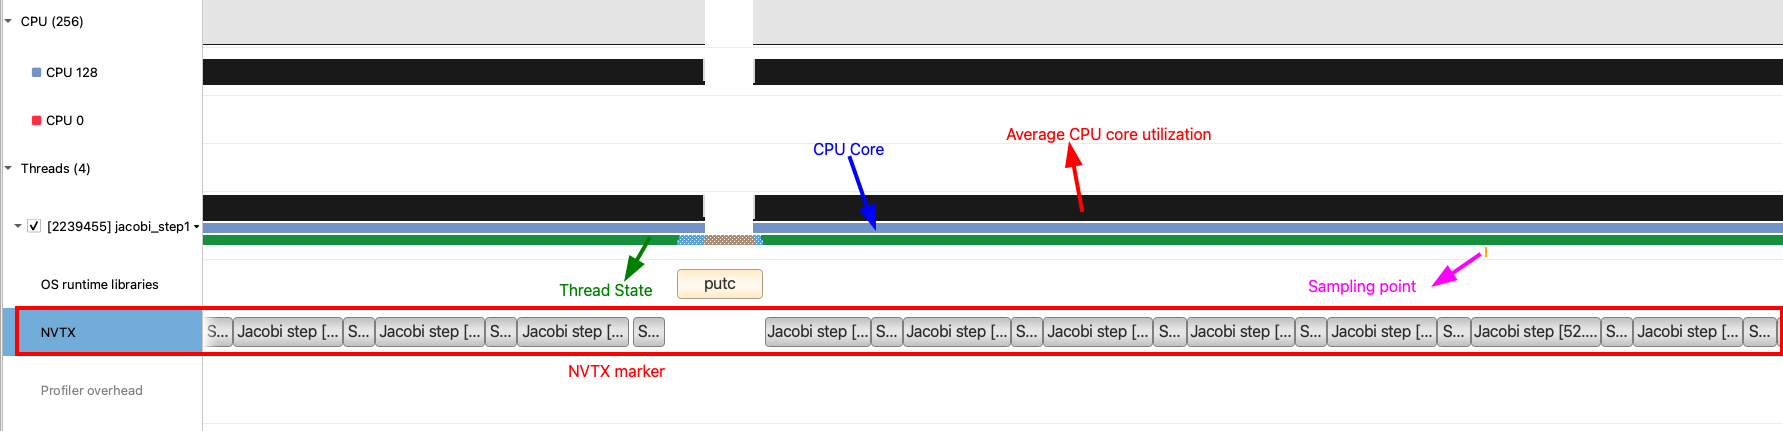 CPU (256)
CPU 128
CPU 0
Average CPU core utilization
CPU Core
Threads (4)
[2239455] jacobi_step1
Thread State
Sampling point
OS runtime libraries
putc
NVTX
S... Jacobi step [... S... Jacobi step [... S... Jacobi step [... S... Jacobi step [... S... Jacobi step [... S... Jacobi step [... S... Jacobi step [... S... Jacobi step [... S... Jacobi step [52.... S... Jacobi step [... S...
NVTX marker
Profiler overhead